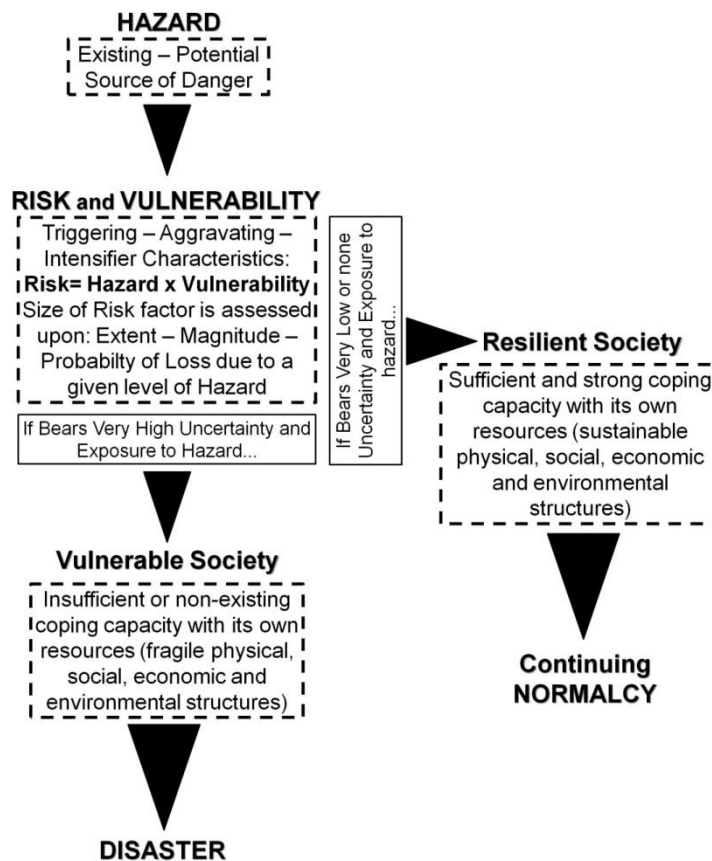 HAZARD
Existing – Potential
Source of Danger
RISK and VULNERABILITY
Triggering – Aggravating –
Intensifier Characteristics:
Risk= Hazard x Vulnerability
Size of Risk factor is assessed
upon: Extent – Magnitude –
Probabilty of Loss due to a
given level of Hazard
If Bears Very High Uncertainty and
Exposure to Hazard...
If Bears Very Low or none
Uncertainty and Exposure to
hazard...
Resilient Society
Sufficient and strong coping
capacity with its own
resources (sustainable
physical, social, economic
and environmental
structures)
Vulnerable Society
Insufficient or non-existing
coping capacity with its own
resources (fragile physical,
social, economic and
environmental structures)
Continuing
NORMALCY
DISASTER